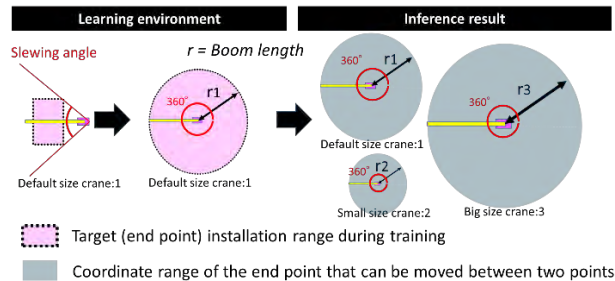 Learning environment
Inference result
Slewing angle
r = Boom length
360°
r1
Default size crane:1
Default size crane:1
360°
r1
Default size crane:1
360°
r2
Small size crane:2
360°
r3
Big size crane:3
Target (end point) installation range during training
Coordinate range of the end point that can be moved between two points